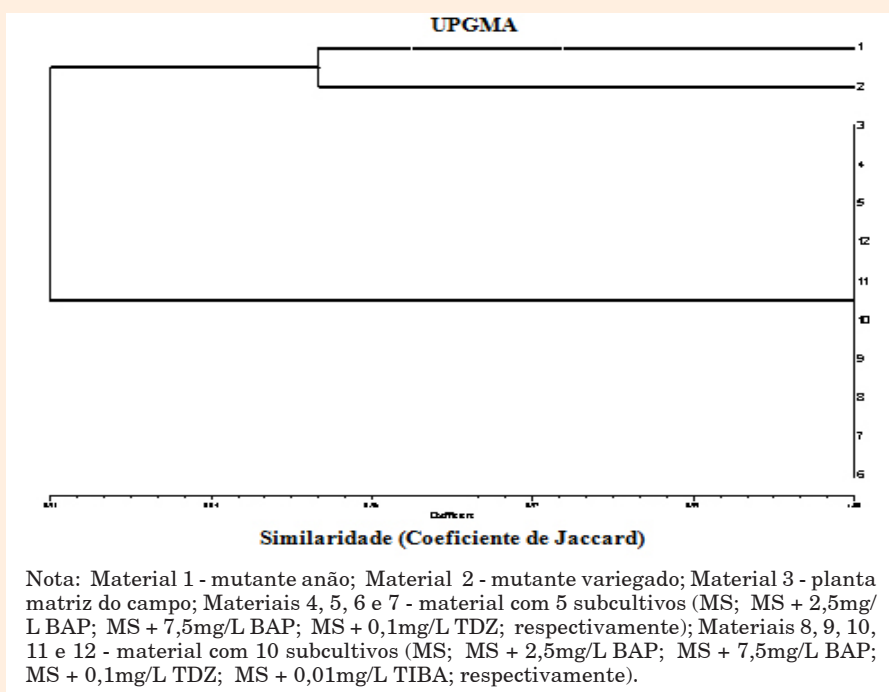 UPGMA
1
2
3
4
5
12
11
10
9
8
7
6
Similaridade (Coeficiente de Jaccard)
Nota: Material 1 - mutante anão; Material 2 - mutante variegado; Material 3 - planta
matriz do campo; Materiais 4, 5, 6 e 7 - material com 5 subcultivos (MS; MS + 2,5mg/
L BAP; MS + 7,5mg/L BAP; MS + 0,1mg/L TDZ; respectivamente); Materiais 8, 9, 10,
11 e 12 - material com 10 subcultivos (MS; MS + 2,5mg/L BAP; MS + 7,5mg/L BAP;
MS + 0,1mg/L TDZ; MS + 0,01mg/L TIBA; respectivamente).